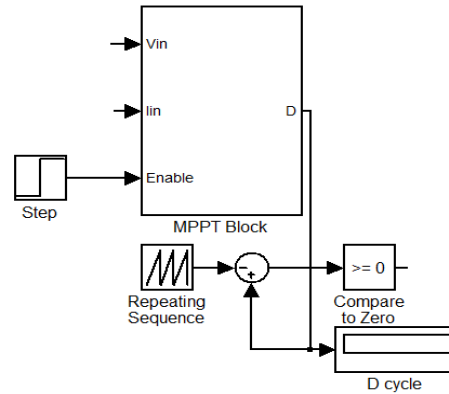 Vin
Iin
D
Enable
Step
MPPT Block
-
+
>= 0
Repeating
Sequence
Compare
to Zero
D cycle